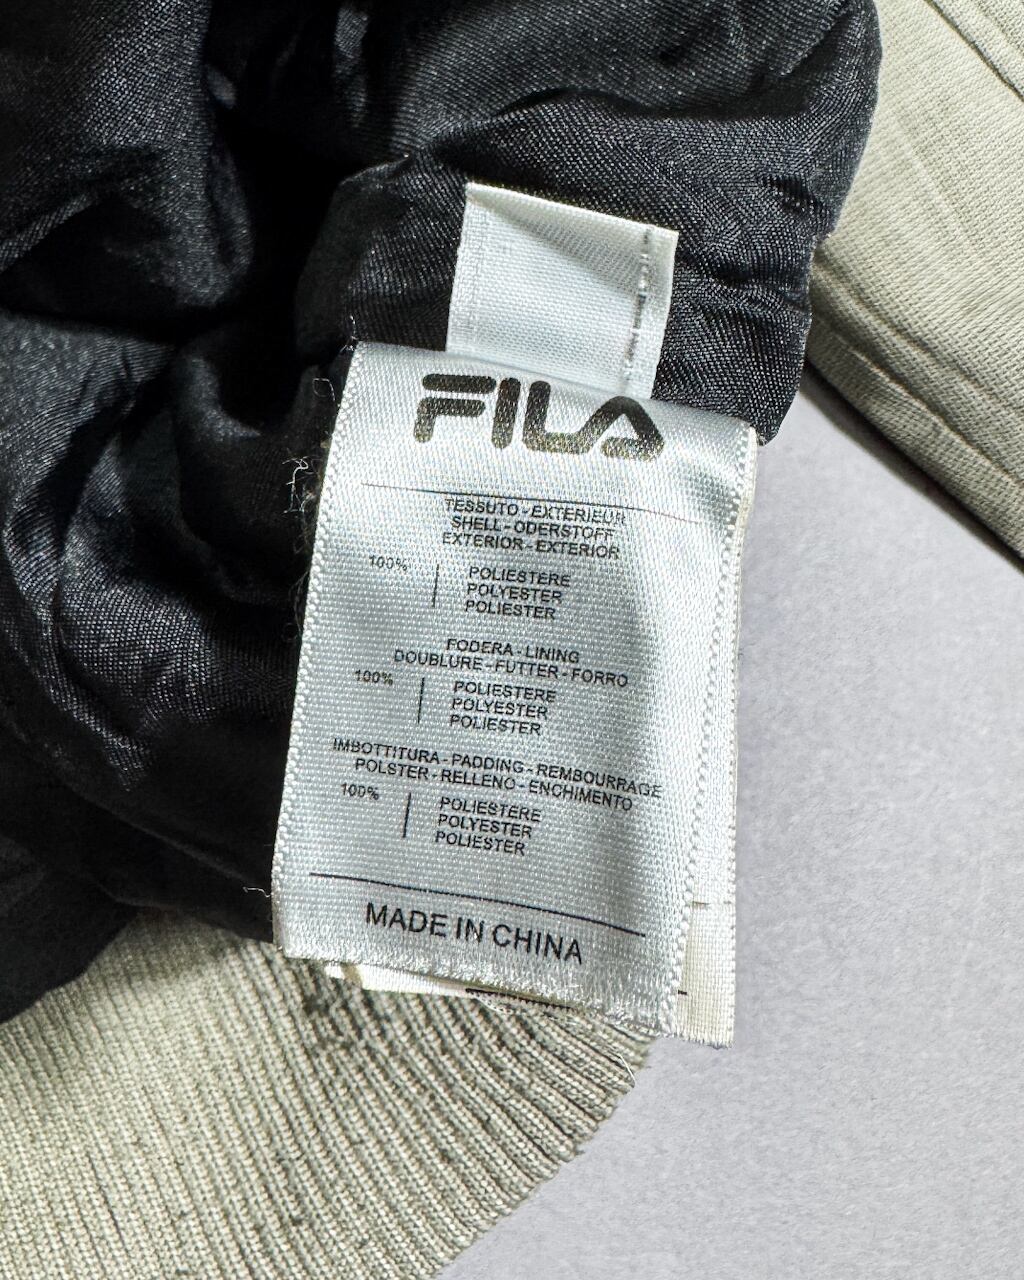 FILA
TESSUTO - EXTERIEUR
SHELL - ODERSTOFF
EXTERIOR - EXTERIOR
100% POLIESTERE
POLYESTER
POLIESTER
FODERA - LINING
DOUBLURE - FUTTER - FORRO
100% POLIESTERE
POLYESTER
POLIESTER
IMBOTTITURA - PADDING - REMBOURRAGE
POLSTER - RELLENO - ENCHIMENTO
100% POLIESTERE
POLYESTER
POLIESTER
MADE IN CHINA